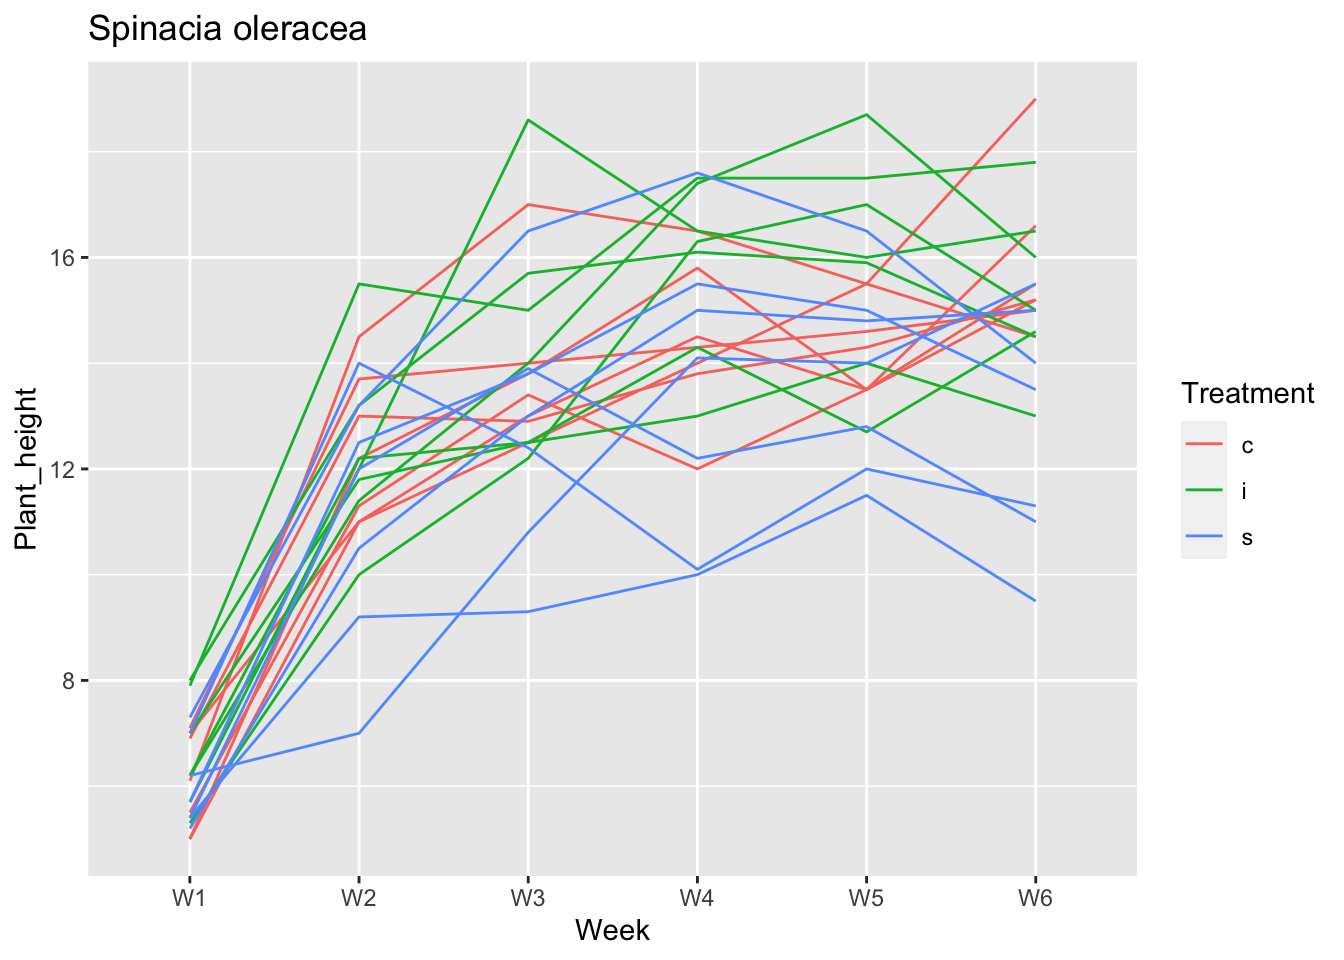 Spinacia oleracea
Plant_height
16
12
8
W1 W2 W3 W4 W5 W6
Week
Treatment
c
i
s